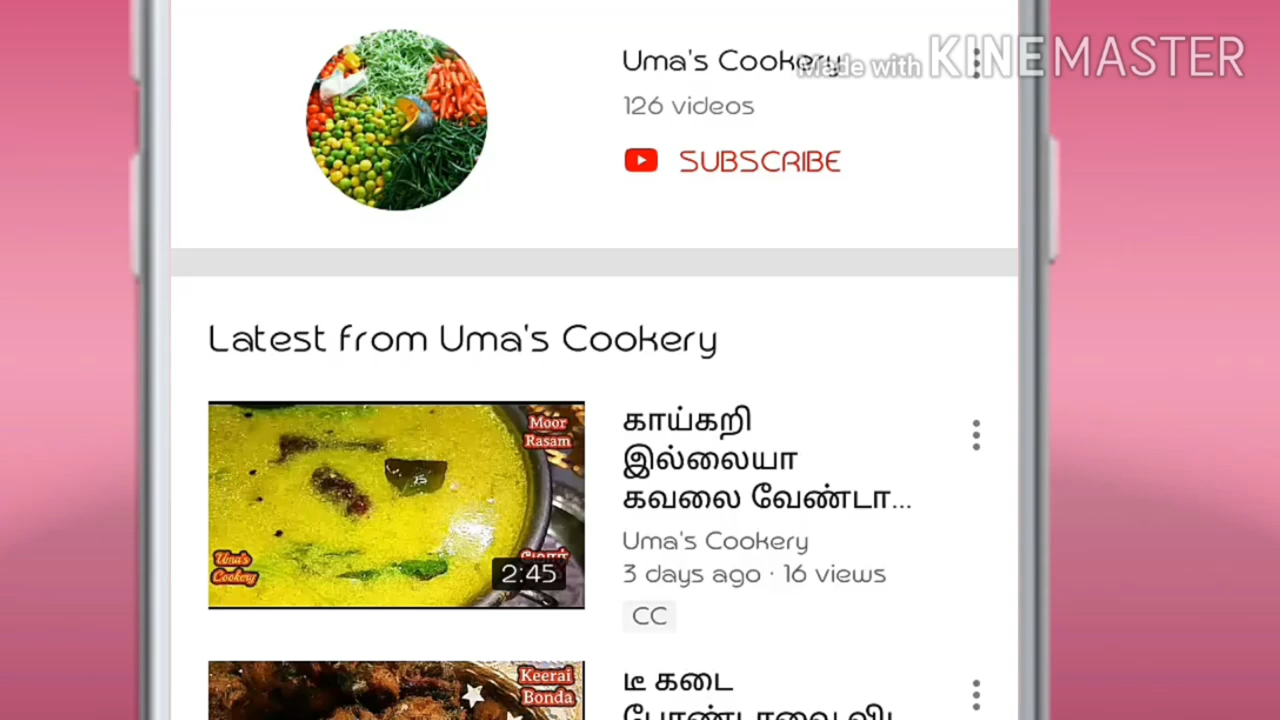 Uma's Cookery
Made with KINEMASTER
126 videos
SUBSCRIBE
Latest from Uma's Cookery
Moor
Rasam
Uma's
Cookery
மோர்
2:45
காய்கறி
இல்லையா
கவலை வேண்டா...
Uma's Cookery
3 days ago · 16 views
CC
Keerai
Bonda
டீ கடை